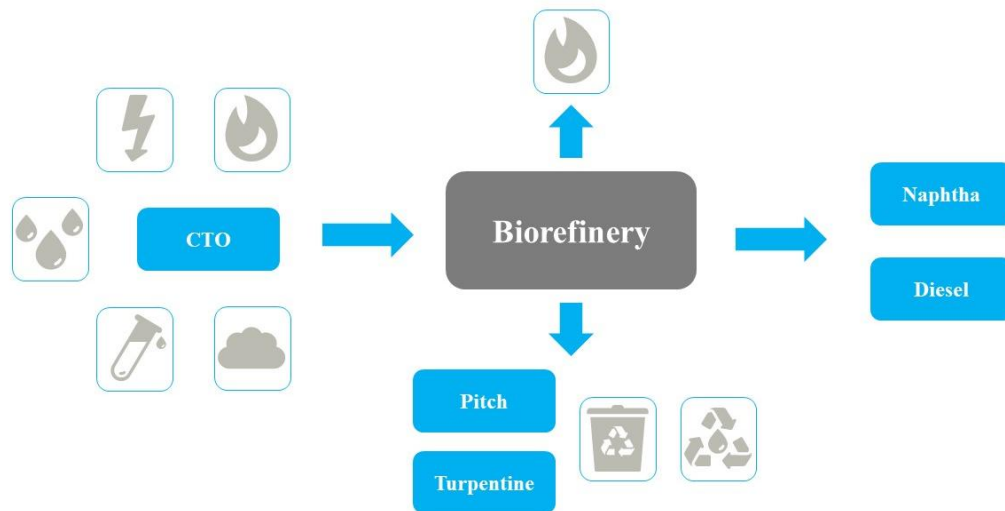 CTO
Biorefinery
Naphtha
Diesel
Pitch
Turpentine